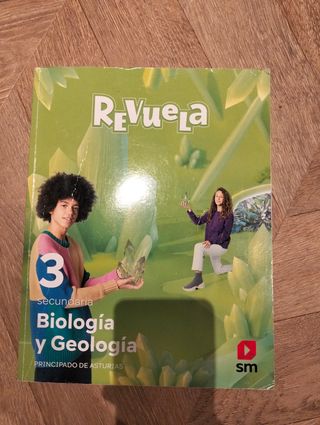 REVUELA
3
secundaria
Biología
y Geología
PRINCIPADO DE ASTURIAS
sm